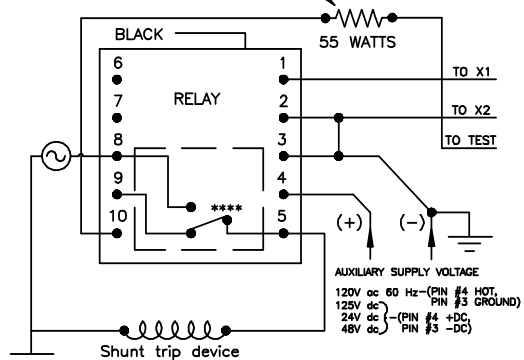 55 WATTS
BLACK
6
1
TO X1
7
RELAY
2
TO X2
8
3
TO TEST
9
4
10
****
5
(+)
(-)
AUXILIARY SUPPLY VOLTAGE
120V ac 60 Hz-(PIN #4 HOT,
PIN #3 GROUND)
125V dc
24V dc -(PIN #4 +DC,
48V dc PIN #3 -DC)
Shunt trip device